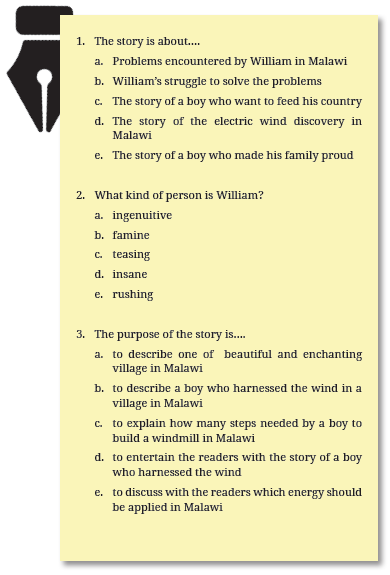 1. The story is about....
a. Problems encountered by William in Malawi
b. William's struggle to solve the problems
c. The story of a boy who want to feed his country
d. The story of the electric wind discovery in
Malawi
e. The story of a boy who made his family proud
2. What kind of person is William?
a. ingenuitive
b. famine
c. teasing
d. insane
e. rushing
3. The purpose of the story is....
a. to describe one of beautiful and enchanting
village in Malawi
b. to describe a boy who harnessed the wind in a
village in Malawi
c. to explain how many steps needed by a boy to
build a windmill in Malawi
d. to entertain the readers with the story of a boy
who harnessed the wind
e. to discuss with the readers which energy should
be applied in Malawi